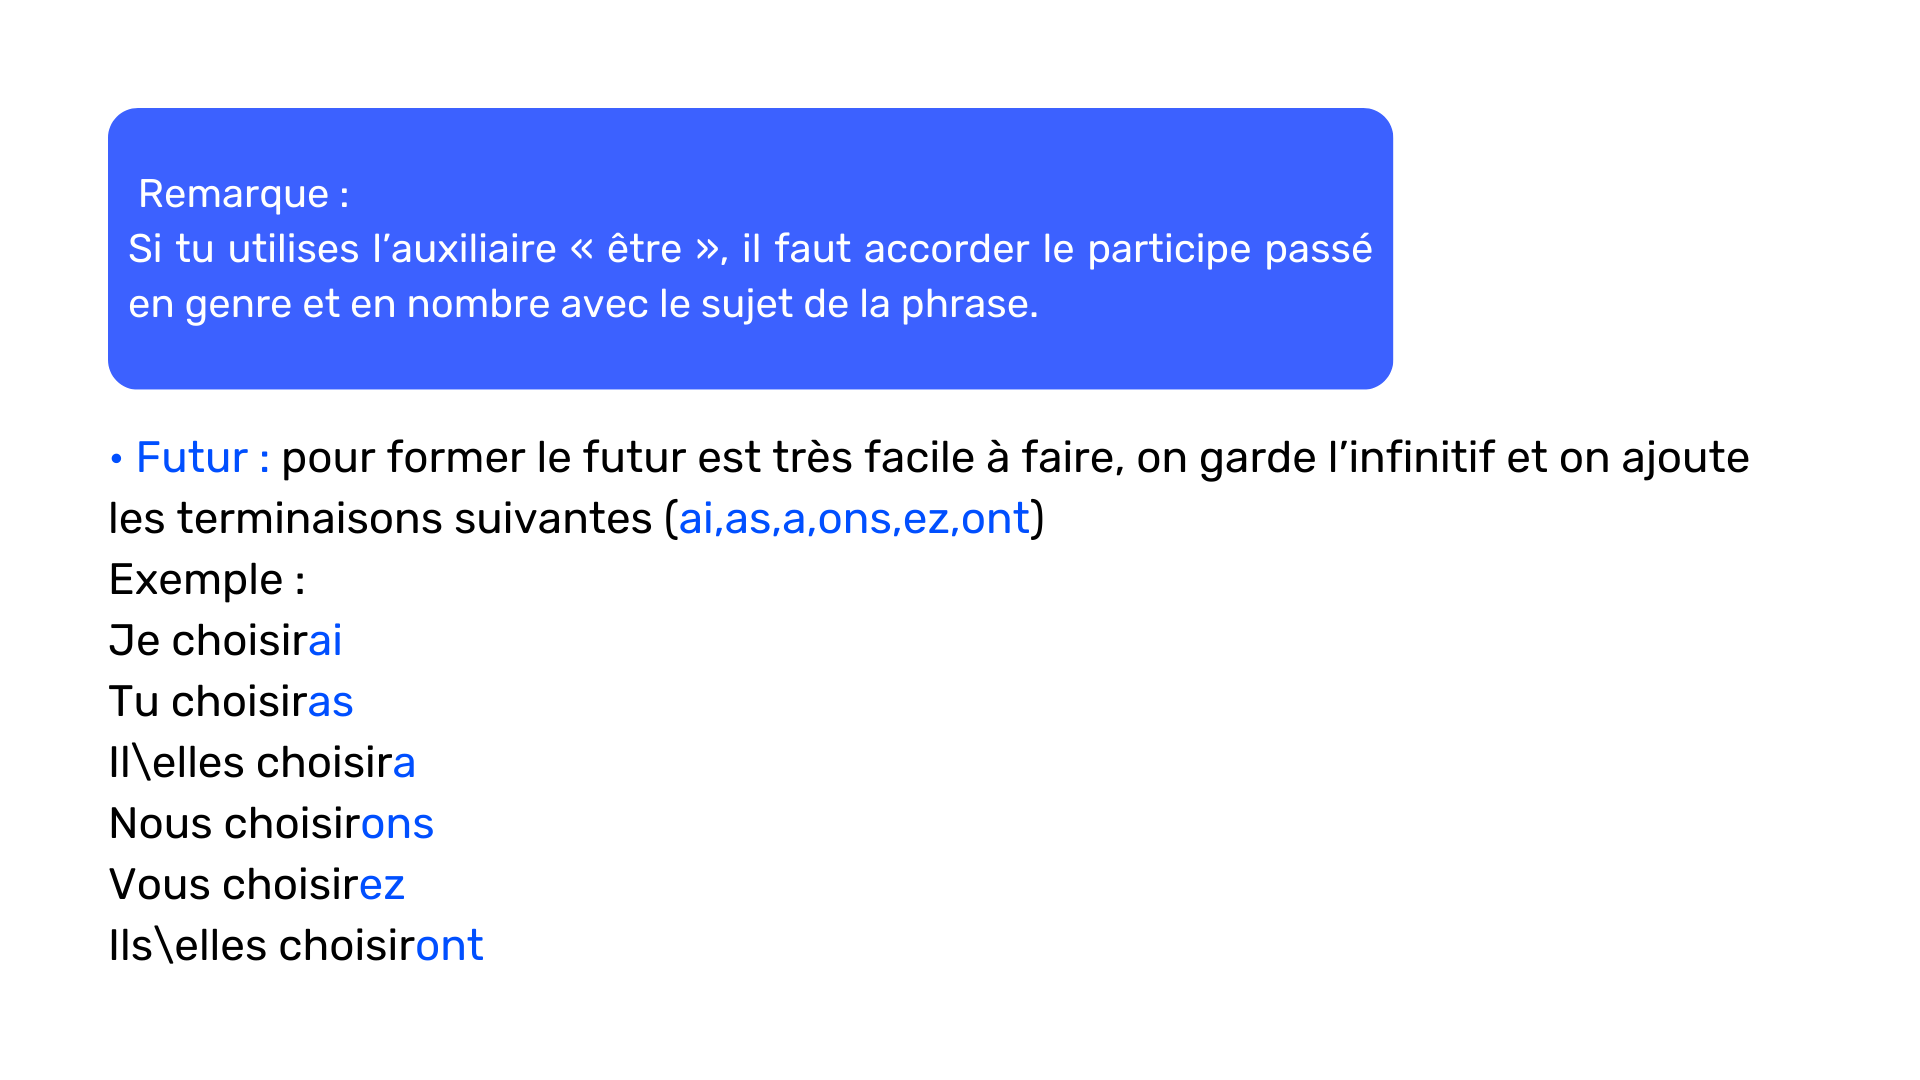 Remarque :
Si tu utilises l’auxiliaire « être », il faut accorder le participe passé
en genre et en nombre avec le sujet de la phrase.
• Futur : pour former le futur est très facile à faire, on garde l’infinitif et on ajoute
les terminaisons suivantes (ai,as,a,ons,ez,ont)
Exemple :
Je choisirai
Tu choisiras
Il\elles choisira
Nous choisirons
Vous choisirez
Ils\elles choisiront